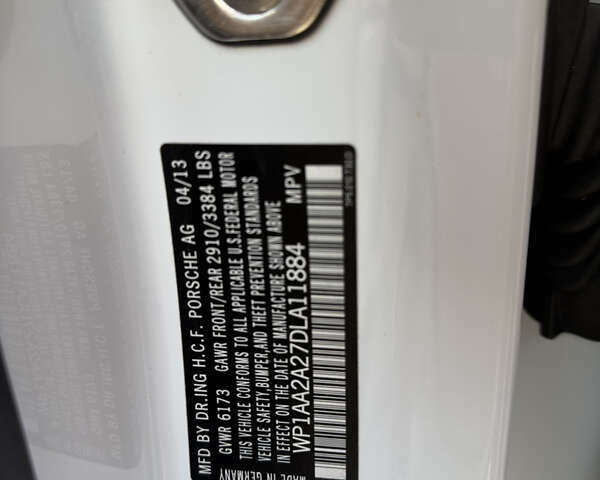 MFD BY DR.ING H.C.F. PORSCHE AG 04/13
GVWR 6173 GAWR FRONT/REAR 2910/3384 LBS
THIS VEHICLE CONFORMS TO ALL APPLICABLE U.S.FEDERAL MOTOR
VEHICLE SAFETY,BUMPER,AND THEFT PREVENTION STANDARDS
IN EFFECT ON THE DATE OF MANUFACTURE SHOWN ABOVE
WP1AA2A27DLA11884 MPV
MADE IN GERMANY